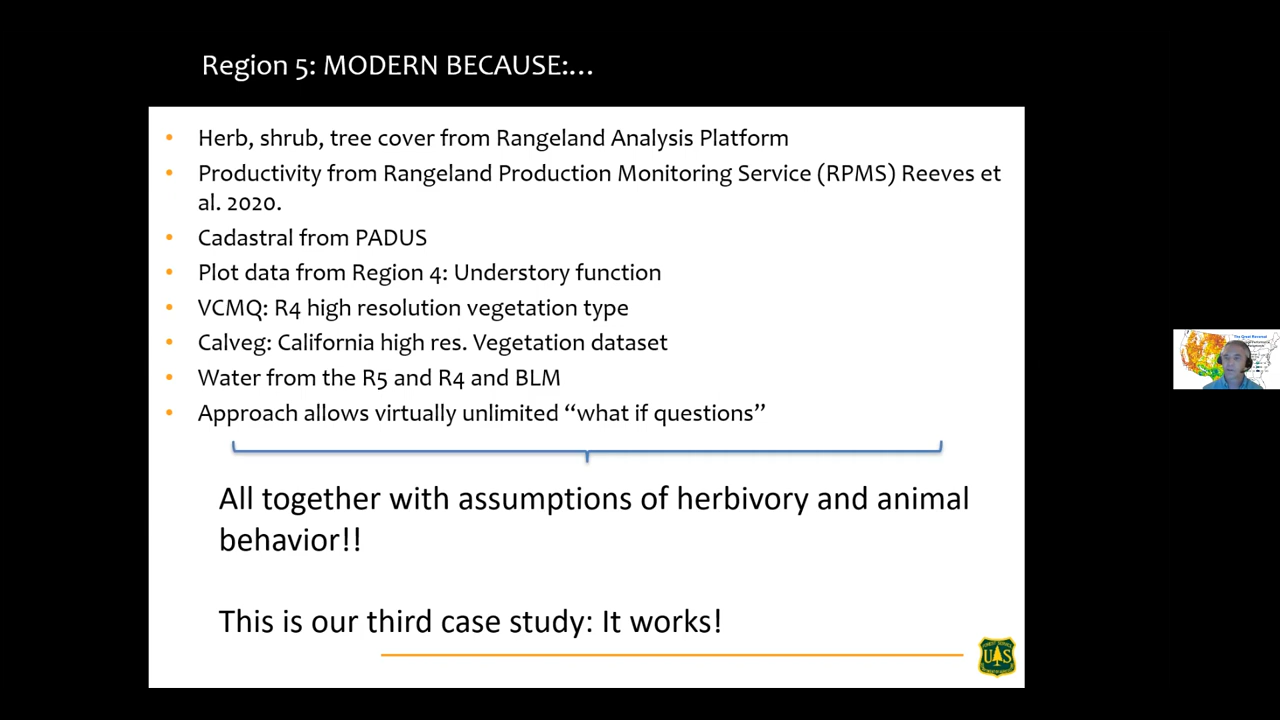 Region 5: MODERN BECAUSE:...
• Herb, shrub, tree cover from Rangeland Analysis Platform
• Productivity from Rangeland Production Monitoring Service (RPMS) Reeves et
al. 2020.
• Cadastral from PADUS
• Plot data from Region 4: Understory function
• VCMQ: R4 high resolution vegetation type
• Calveg: California high res. Vegetation dataset
• Water from the R5 and R4 and BLM
• Approach allows virtually unlimited “what if questions”
All together with assumptions of herbivory and animal
behavior!!
This is our third case study: It works!
The Great Reversal
US